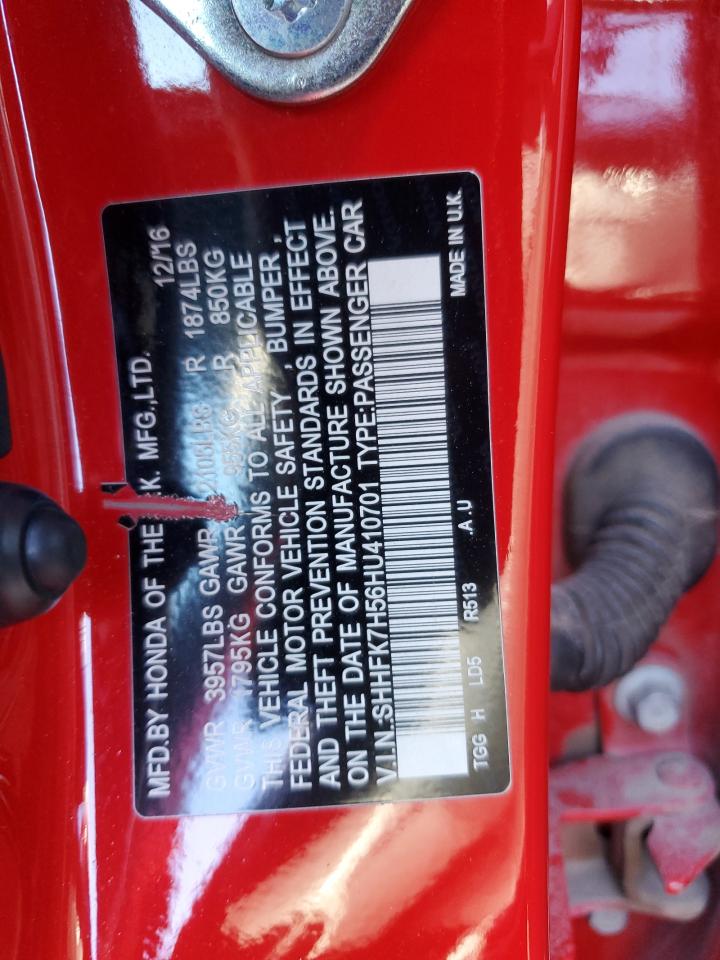 MFD.BY HONDA OF THE K. MFG.,LTD. 12/16
GVWR 3957LBS GAWR 2105LBS R 1874LBS
GVWR 1795KG GAWR 955KG R 850KG
THIS VEHICLE CONFORMS TO ALL APPLICABLE
FEDERAL MOTOR VEHICLE SAFETY , BUMPER ,
AND THEFT PREVENTION STANDARDS IN EFFECT
ON THE DATE OF MANUFACTURE SHOWN ABOVE.
V.I.N.:SHHFK7H56HU410701 TYPE:PASSENGER CAR
TGG H LD5 R513 .A .U MADE IN U.K.